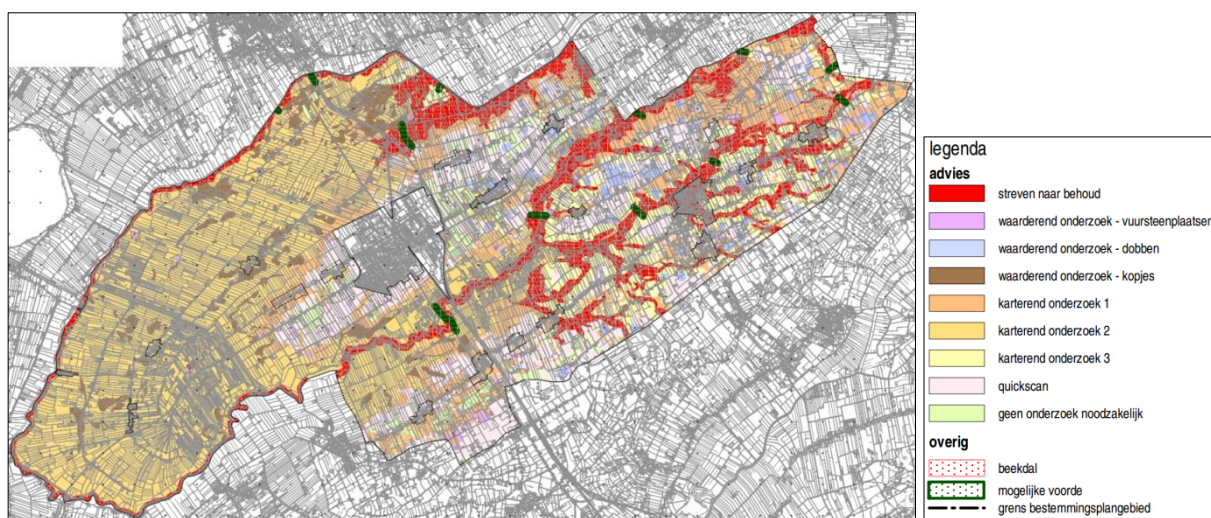 legenda
advies
streven naar behoud
waarderend onderzoek - vuursteenplaatsen
waarderend onderzoek - dobben
waarderend onderzoek - kopjes
karterend onderzoek 1
karterend onderzoek 2
karterend onderzoek 3
quickscan
geen onderzoek noodzakelijk
overig
beekdal
mogelijke voorde
grens bestemmingsplangebied